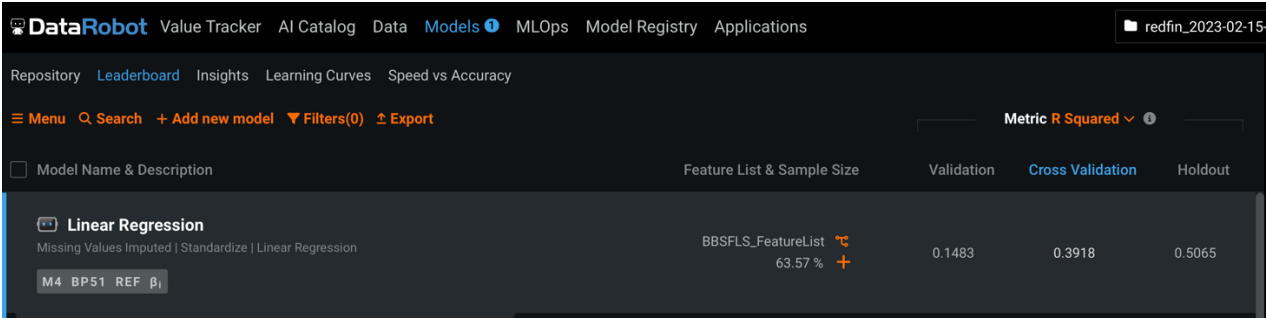 DataRobot Value Tracker AI Catalog Data Models 1 MLOps Model Registry Applications redfin_2023-02-15-
Repository Leaderboard Insights Learning Curves Speed vs Accuracy
Menu Search + Add new model Filters(0) Export Metric R Squared
Model Name & Description Feature List & Sample Size Validation Cross Validation Holdout
Linear Regression
Missing Values Imputed | Standardize | Linear Regression
BBSFLS_FeatureList
63.57 % +
0.1483 0.3918 0.5065
M4 BP51 REF βi